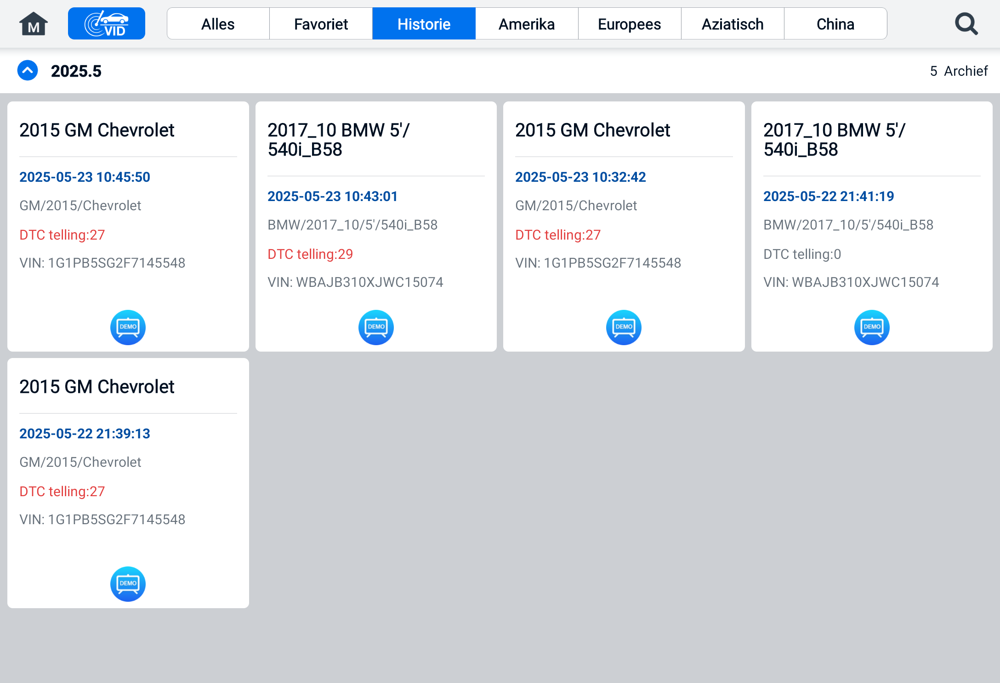 M
VID
Alles
Favoriet
Historie
Amerika
Europees
Aziatisch
China
2025.5
5 Archief
2015 GM Chevrolet
2025-05-23 10:45:50
GM/2015/Chevrolet
DTC telling:27
VIN: 1G1PB5SG2F7145548
DEMO
2017_10 BMW 5'/
540i_B58
2025-05-23 10:43:01
BMW/2017_10/5'/540i_B58
DTC telling:29
VIN: WBAJB310XJWC15074
DEMO
2015 GM Chevrolet
2025-05-23 10:32:42
GM/2015/Chevrolet
DTC telling:27
VIN: 1G1PB5SG2F7145548
DEMO
2017_10 BMW 5'/
540i_B58
2025-05-22 21:41:19
BMW/2017_10/5'/540i_B58
DTC telling:0
VIN: WBAJB310XJWC15074
DEMO
2015 GM Chevrolet
2025-05-22 21:39:13
GM/2015/Chevrolet
DTC telling:27
VIN: 1G1PB5SG2F7145548
DEMO